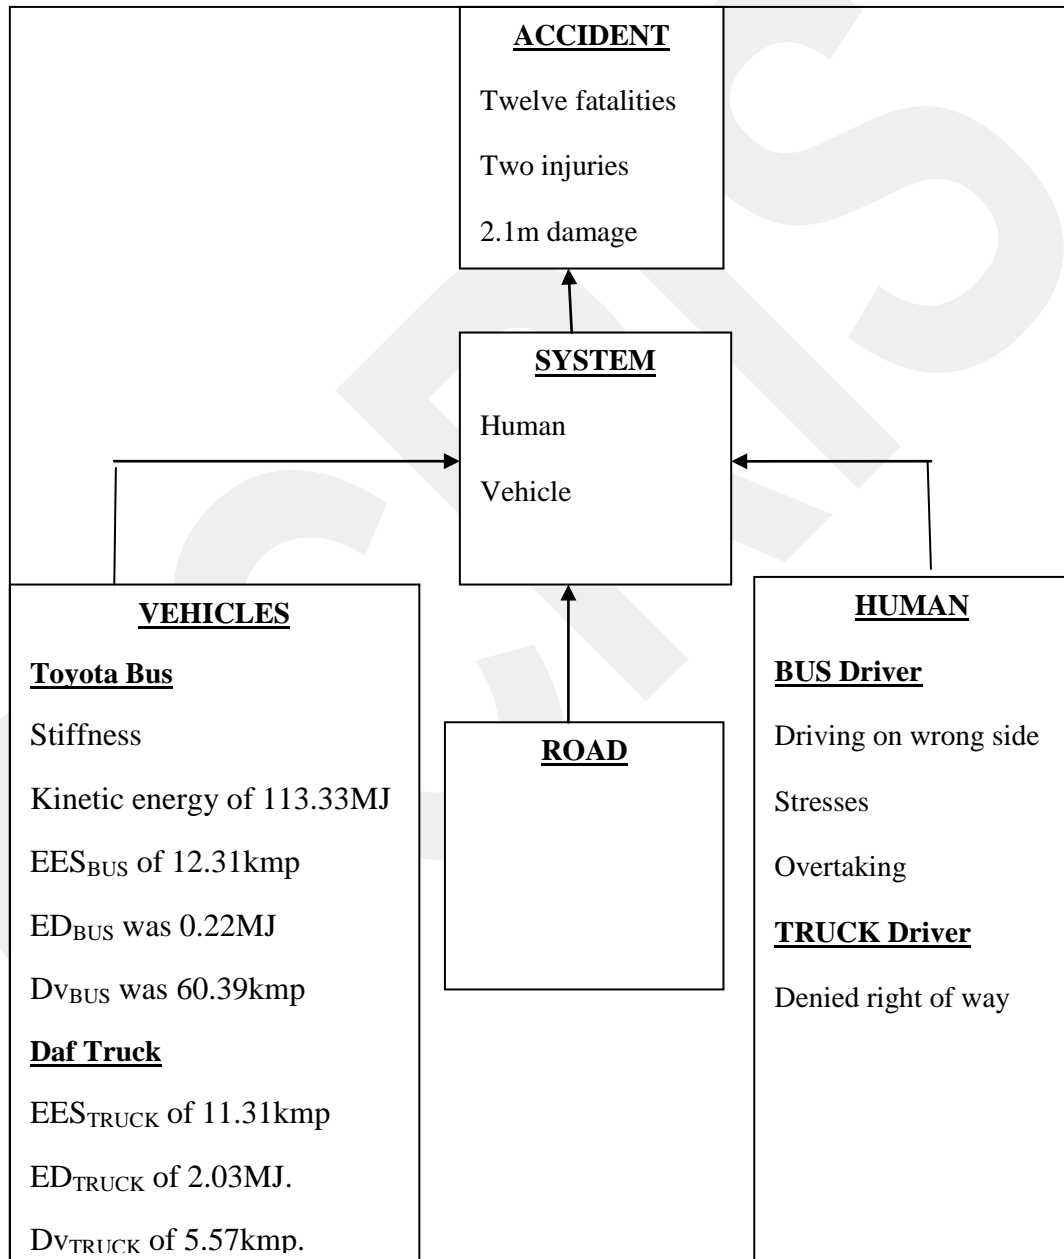 ACCIDENT
Twelve fatalities
Two injuries
2.1m damage
SYSTEM
Human
Vehicle
VEHICLES
Toyota Bus
Stiffness
Kinetic energy of 113.33MJ
EESBUS of 12.31kmp
EDBUS was 0.22MJ
DvBUS was 60.39kmp
Daf Truck
EESTRUCK of 11.31kmp
EDTRUCK of 2.03MJ.
DvTRUCK of 5.57kmp.
ROAD
HUMAN
BUS Driver
Driving on wrong side
Stresses
Overtaking
TRUCK Driver
Denied right of way